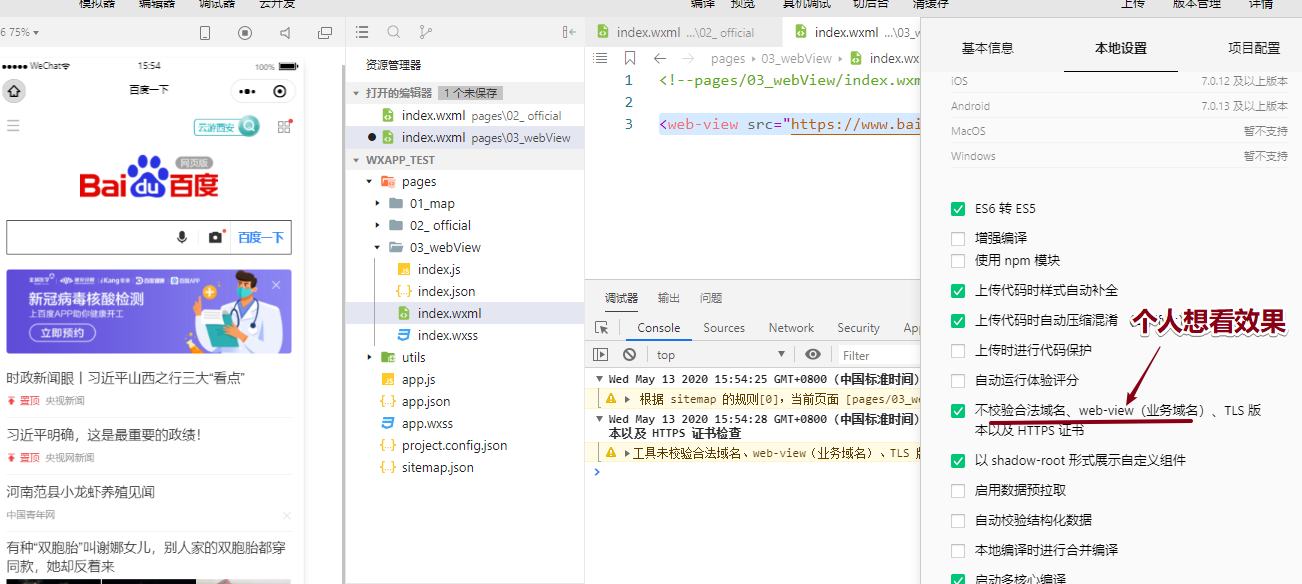 模拟器 编辑器 调试器 云开发 编译 预览 真机调试 切后台 清缓存 上传 版本管理 详情
6 75%
WeChat 15:54 100%
百度一下
云游西安
Bai du 百度 网页版
百度一下
新冠病毒核酸检测
上百度APP助你健康开工
立即预约
时政新闻眼丨习近平山西之行三大“看点”
置顶 央视新闻
习近平明确，这是最重要的政绩！
置顶 央视网新闻
河南范县小龙虾养殖见闻
中国青年网
有种“双胞胎”叫谢娜女儿，别人家的双胞胎都穿
同款，她却反着来
资源管理器
打开的编辑器 1 个未保存
index.wxml pages\02_ official
index.wxml pages\03_webView
WXAPP_TEST
pages
01_map
02_ official
03_webView
index.js
index.json
index.wxml
index.wxss
utils
app.js
app.json
app.wxss
project.config.json
sitemap.json
index.wxml ...\02_ official index.wxml ...\03_w
pages › 03_webView › index.wx
1 <!--pages/03_webView/index.wxm
2
3 <web-view src="https://www.bai
调试器 输出 问题
Console Sources Network Security Ap
top Filter
Wed May 13 2020 15:54:25 GMT+0800 (中国标准时间)
根据 sitemap 的规则[0]，当前页面 [pages/03_we
Wed May 13 2020 15:54:28 GMT+0800 (中国标准时间)
本以及 HTTPS 证书检查
工具未校验合法域名、web-view（业务域名）、TLS 版
基本信息 本地设置 项目配置
iOS 7.0.12 及以上版本
Android 7.0.13 及以上版本
MacOS 暂不支持
Windows 暂不支持
ES6 转 ES5
增强编译
使用 npm 模块
上传代码时样式自动补全
上传代码时自动压缩混淆
个人想看效果
上传时进行代码保护
自动运行体验评分
不校验合法域名、web-view（业务域名）、TLS 版
本以及 HTTPS 证书
以 shadow-root 形式展示自定义组件
启用数据预拉取
自动校验结构化数据
本地编译时进行合并编译
启动多核心编译